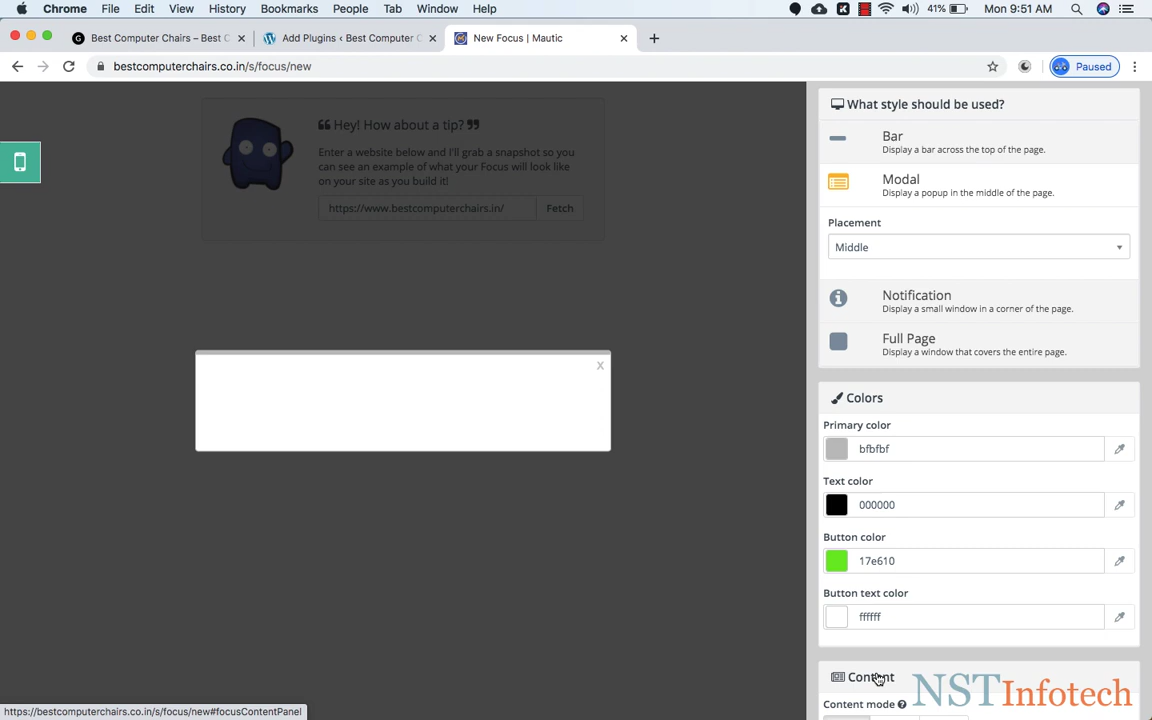 Chrome File Edit View History Bookmarks People Tab Window Help 41% Mon 9:51 AM
Best Computer Chairs – Best C Add Plugins ‹ Best Computer C New Focus | Mautic
bestcomputerchairs.co.in/s/focus/new Paused
Hey! How about a tip?
Enter a website below and I'll grab a snapshot so you
can see an example of what your Focus will look like
on your site as you build it!
https://www.bestcomputerchairs.in/ Fetch
X
What style should be used?
Bar
Display a bar across the top of the page.
Modal
Display a popup in the middle of the page.
Placement
Middle
Notification
Display a small window in a corner of the page.
Full Page
Display a window that covers the entire page.
Colors
Primary color
bfbfbf
Text color
000000
Button color
17e610
Button text color
ffffff
Content
Content mode
NSTInfotech
https://bestcomputerchairs.co.in/s/focus/new#focusContentPanel